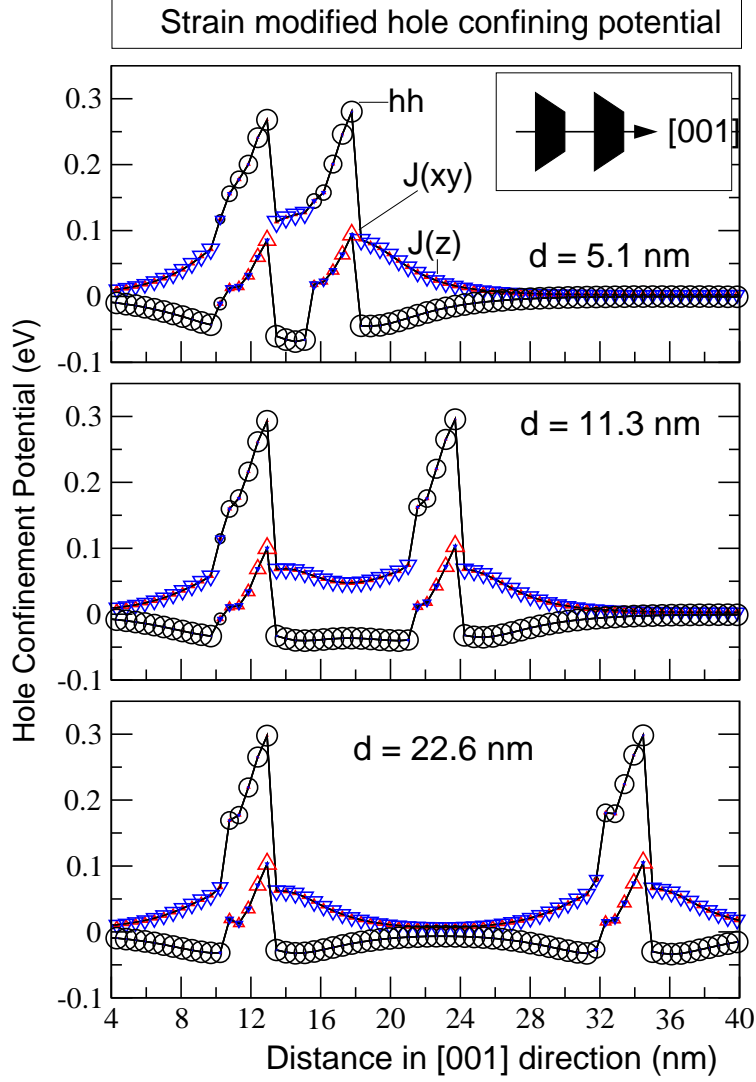 Strain modified hole confining potential
Hole Confinement Potential (eV)
0.3
0.2
0.1
0
-0.1
hh
J(xy)
J(z)
[001]
d = 5.1 nm
0.3
0.2
0.1
0
-0.1
d = 11.3 nm
0.3
0.2
0.1
0
-0.1
d = 22.6 nm
4 8 12 16 20 24 28 32 36 40
Distance in [001] direction (nm)